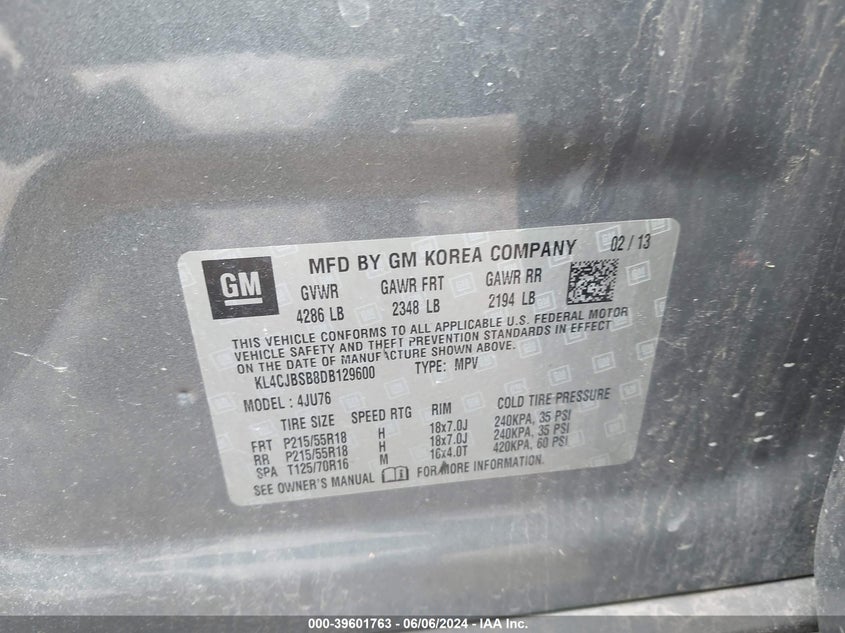 GM
MFD BY GM KOREA COMPANY 02 / 13
GVWR GAWR FRT GAWR RR
4286 LB 2348 LB 2194 LB
THIS VEHICLE CONFORMS TO ALL APPLICABLE U.S. FEDERAL MOTOR
VEHICLE SAFETY AND THEFT PREVENTION STANDARDS IN EFFECT
ON THE DATE OF MANUFACTURE SHOWN ABOVE.
KL4CJBSB8DB129600 TYPE: MPV
MODEL : 4JU76
TIRE SIZE SPEED RTG RIM COLD TIRE PRESSURE
FRT P215/55R18 H 18x7.0J 240KPA, 35 PSI
RR P215/55R18 H 18x7.0J 240KPA, 35 PSI
SPA T125/70R16 M 16x4.0T 420KPA, 60 PSI
SEE OWNER'S MANUAL FOR MORE INFORMATION.
000-39601763 - 06/06/2024 - IAA Inc.